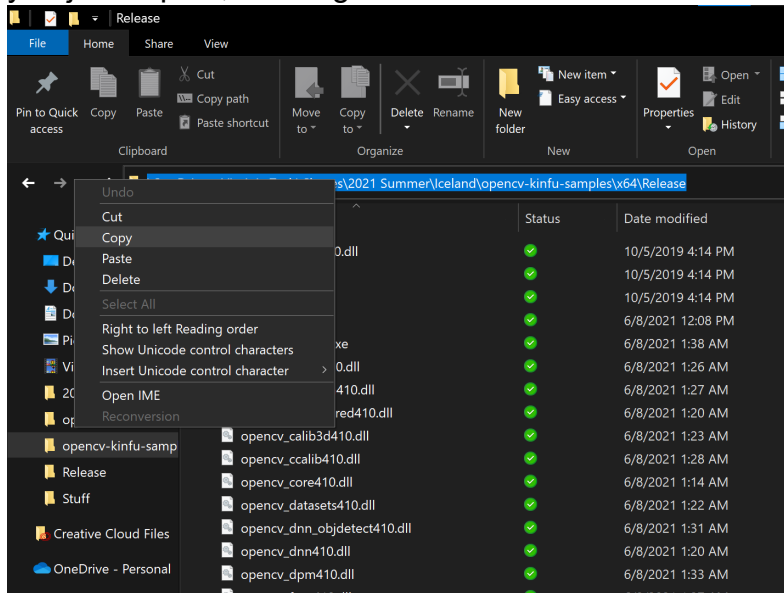 Release
File Home Share View
Pin to Quick access
Copy
Paste
Cut
Copy path
Paste shortcut
Move to
Copy to
Delete
Rename
New folder
New item
Easy access
Properties
Open
Edit
History
Clipboard Organize New Open
\2021 Summer\Iceland\opencv-kinfu-samples\x64\Release
Undo
Cut
Copy
Paste
Delete
Select All
Right to left Reading order
Show Unicode control characters
Insert Unicode control character
Open IME
Reconversion
Status Date modified
0.dll 10/5/2019 4:14 PM
10/5/2019 4:14 PM
10/5/2019 4:14 PM
6/8/2021 12:08 PM
xe 6/8/2021 1:38 AM
0.dll 6/8/2021 1:26 AM
410.dll 6/8/2021 1:27 AM
red410.dll 6/8/2021 1:20 AM
opencv_calib3d410.dll 6/8/2021 1:23 AM
opencv_ccalib410.dll 6/8/2021 1:28 AM
opencv_core410.dll 6/8/2021 1:14 AM
opencv_datasets410.dll 6/8/2021 1:22 AM
opencv_dnn_objdetect410.dll 6/8/2021 1:31 AM
opencv_dnn410.dll 6/8/2021 1:20 AM
opencv_dpm410.dll 6/8/2021 1:33 AM
Qui
De
Do
Pi
Vi
20
op
opencv-kinfu-samp
Release
Stuff
Creative Cloud Files
OneDrive - Personal